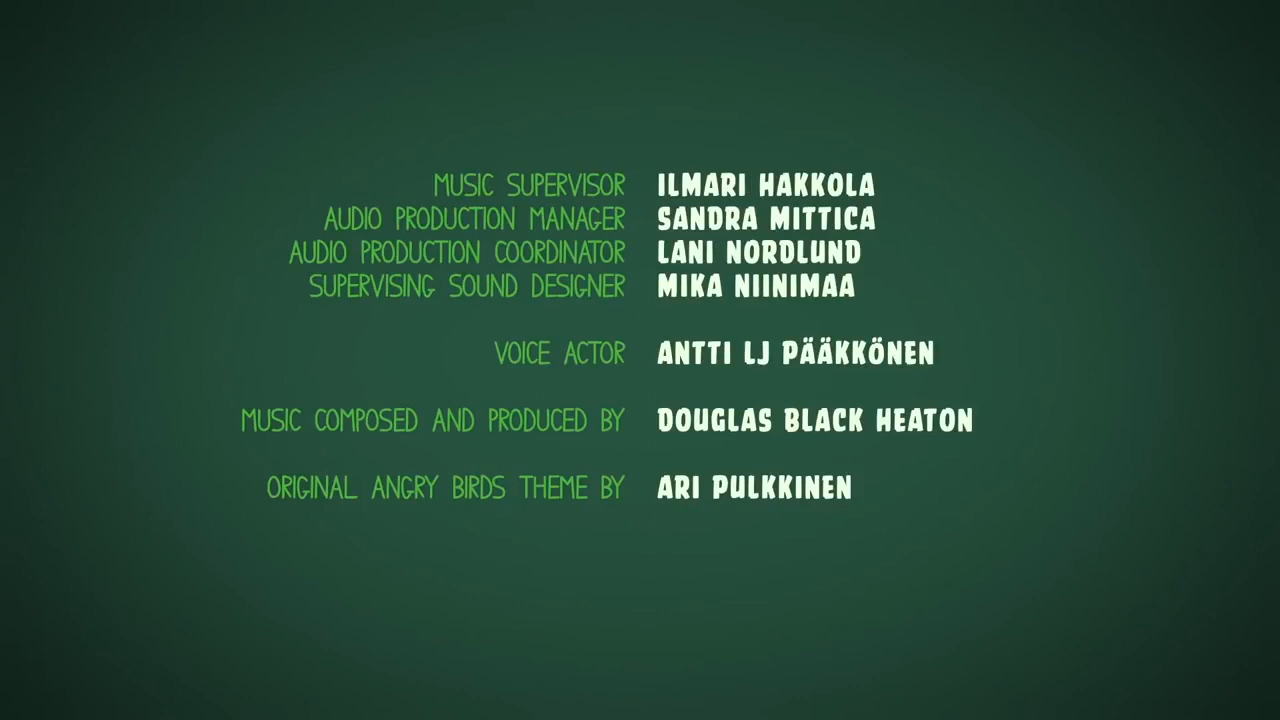 MUSIC SUPERVISOR ILMARI HAKKOLA
AUDIO PRODUCTION MANAGER SANDRA MITTICA
AUDIO PRODUCTION COORDINATOR LANI NORDLUND
SUPERVISING SOUND DESIGNER MIKA NIINIMAA
VOICE ACTOR ANTTI LJ PÄÄKKÖNEN
MUSIC COMPOSED AND PRODUCED BY DOUGLAS BLACK HEATON
ORIGINAL ANGRY BIRDS THEME BY ARI PULKKINEN